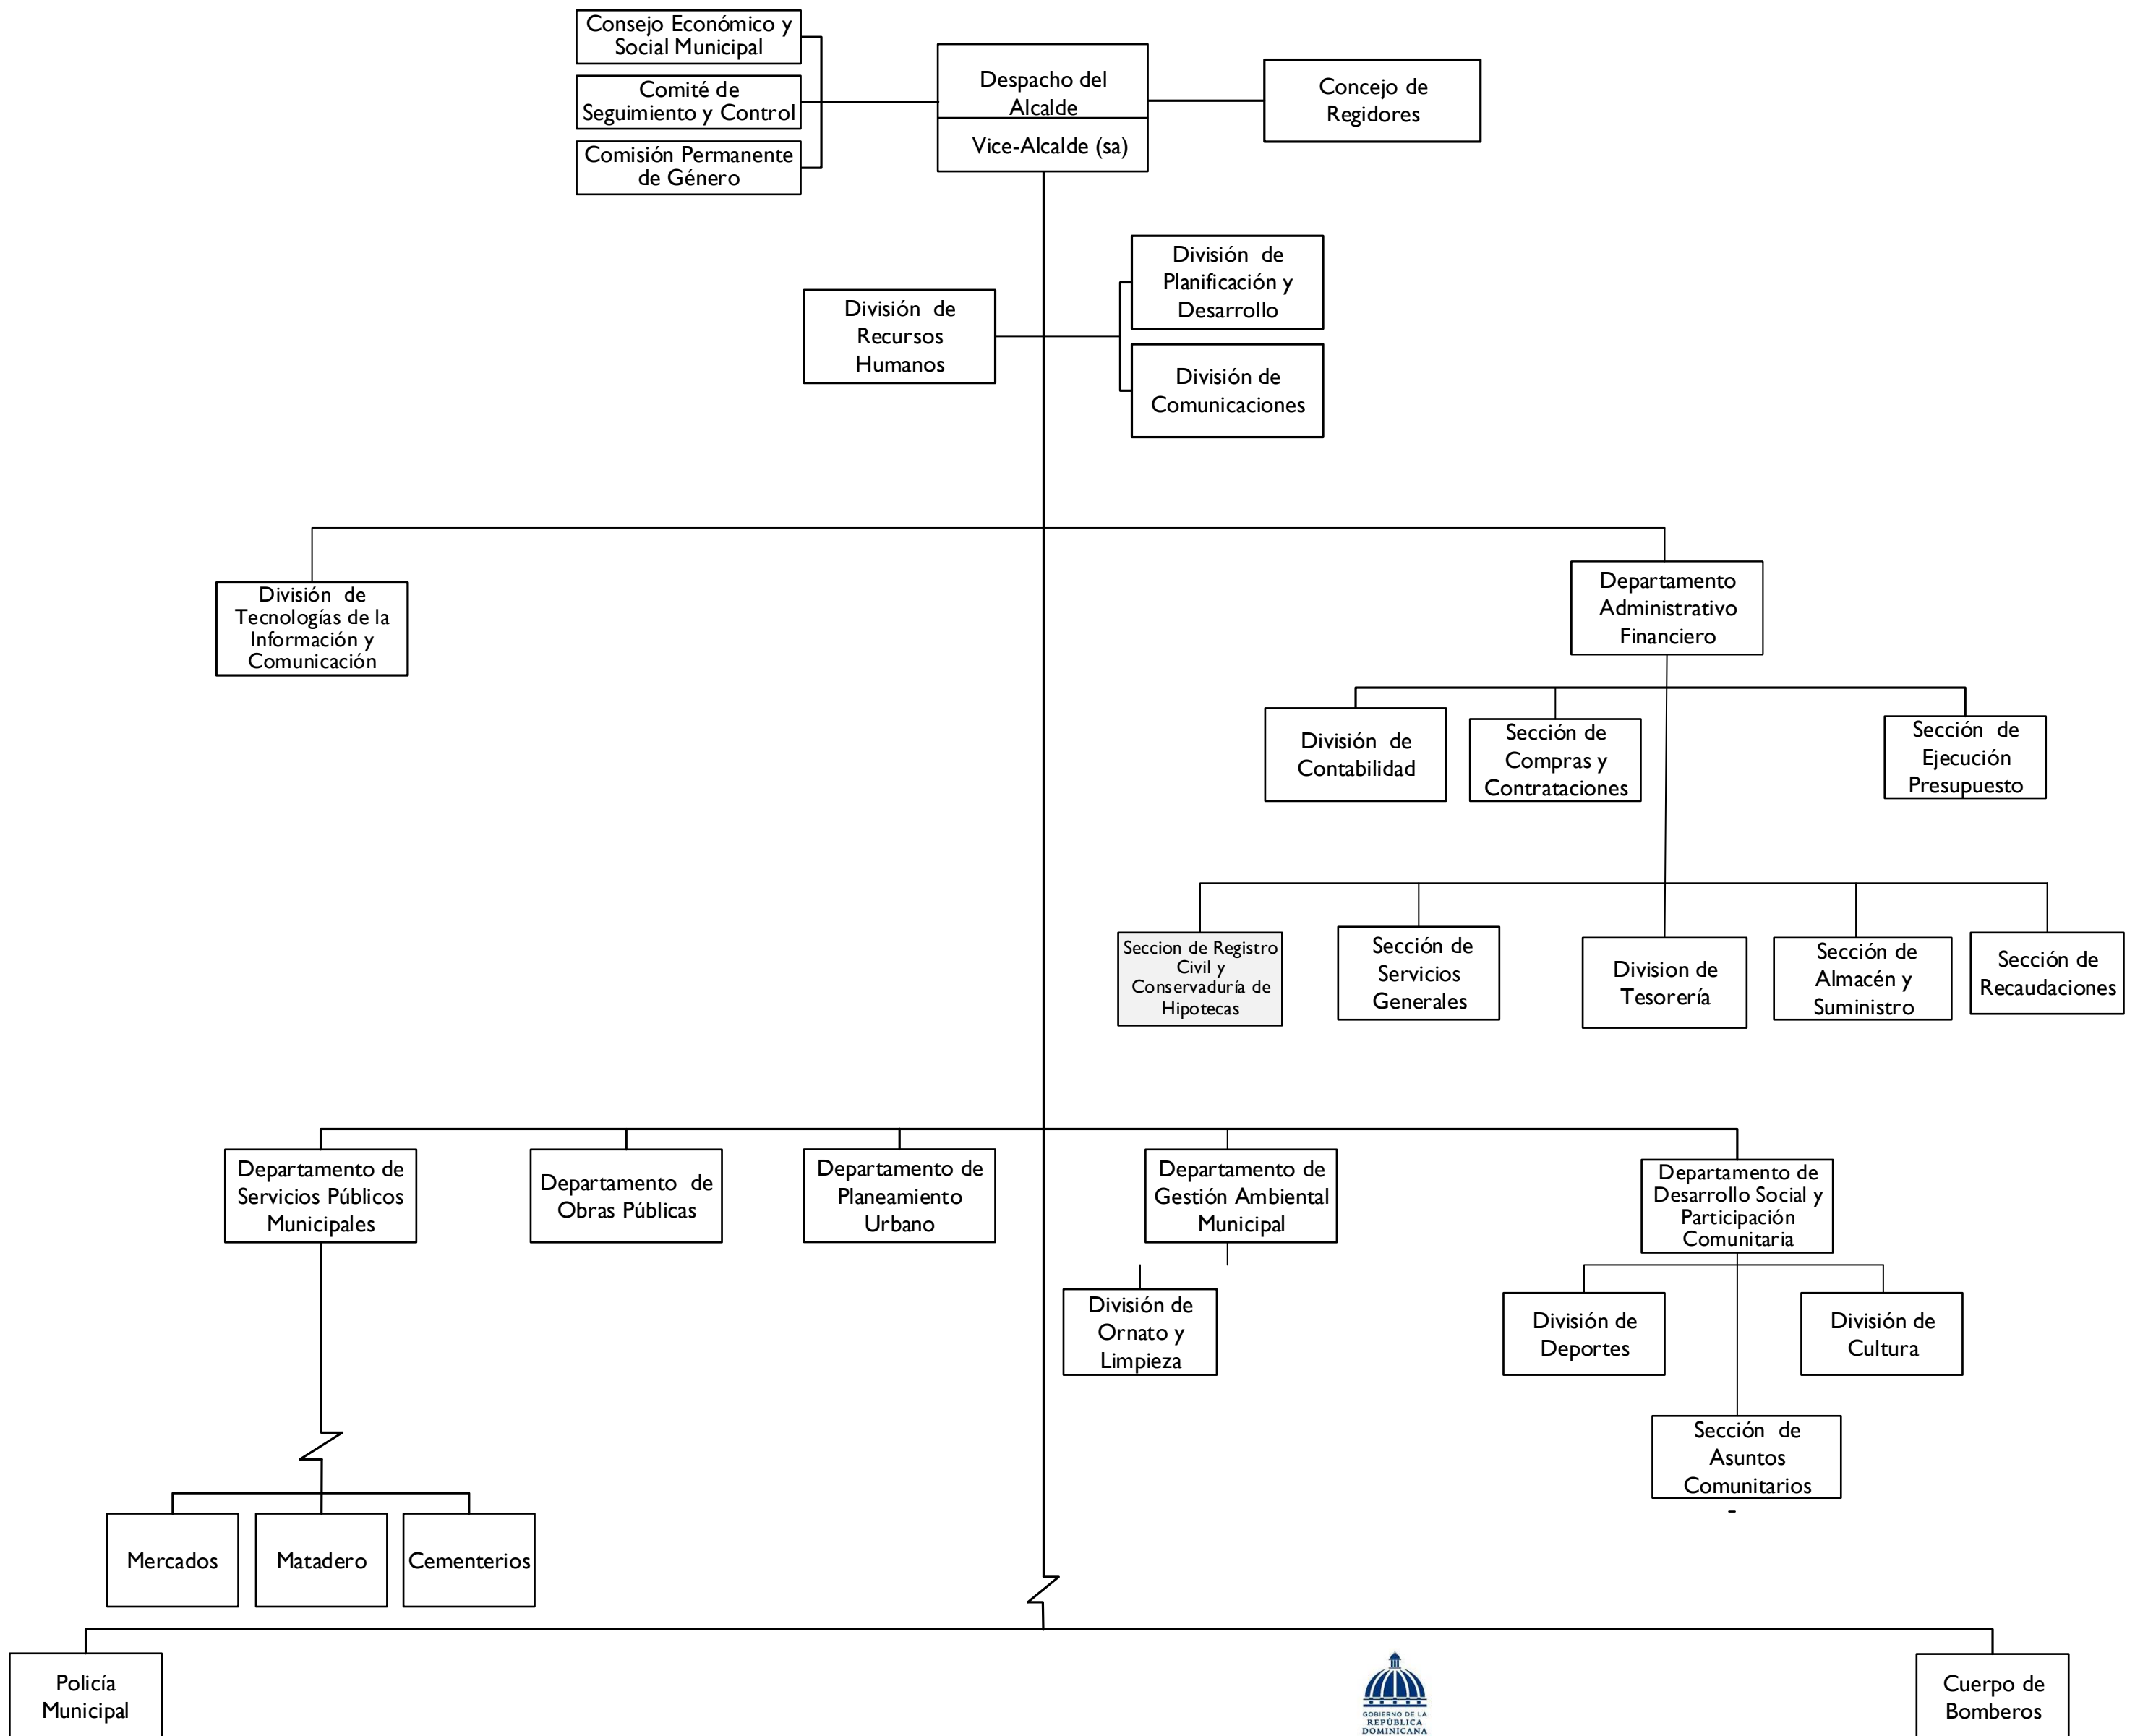 Consejo Económico y
Social Municipal
Comité de
Seguimiento y Control
Comisión Permanente
de Género
Despacho del
Alcalde
Vice-Alcalde (sa)
Concejo de
Regidores
División de
Recursos
Humanos
División de
Planificación y
Desarrollo
División de
Comunicaciones
División de
Tecnologías de la
Información y
Comunicación
Departamento
Administrativo
Financiero
División de
Contabilidad
Sección de
Compras y
Contrataciones
Sección de
Ejecución
Presupuesto
Seccion de Registro
Civil y
Conservaduría de
Hipotecas
Sección de
Servicios
Generales
Division de
Tesorería
Sección de
Almacén y
Suministro
Sección de
Recaudaciones
Departamento de
Servicios Públicos
Municipales
Departamento de
Obras Públicas
Departamento de
Planeamiento
Urbano
Departamento de
Gestión Ambiental
Municipal
Departamento de
Desarrollo Social y
Participación
Comunitaria
División de
Ornato y
Limpieza
División de
Deportes
División de
Cultura
Sección de
Asuntos
Comunitarios
-
Mercados
Matadero
Cementerios
Policía
Municipal
GOBIERNO DE LA
REPÚBLICA
DOMINICANA
Cuerpo de
Bomberos